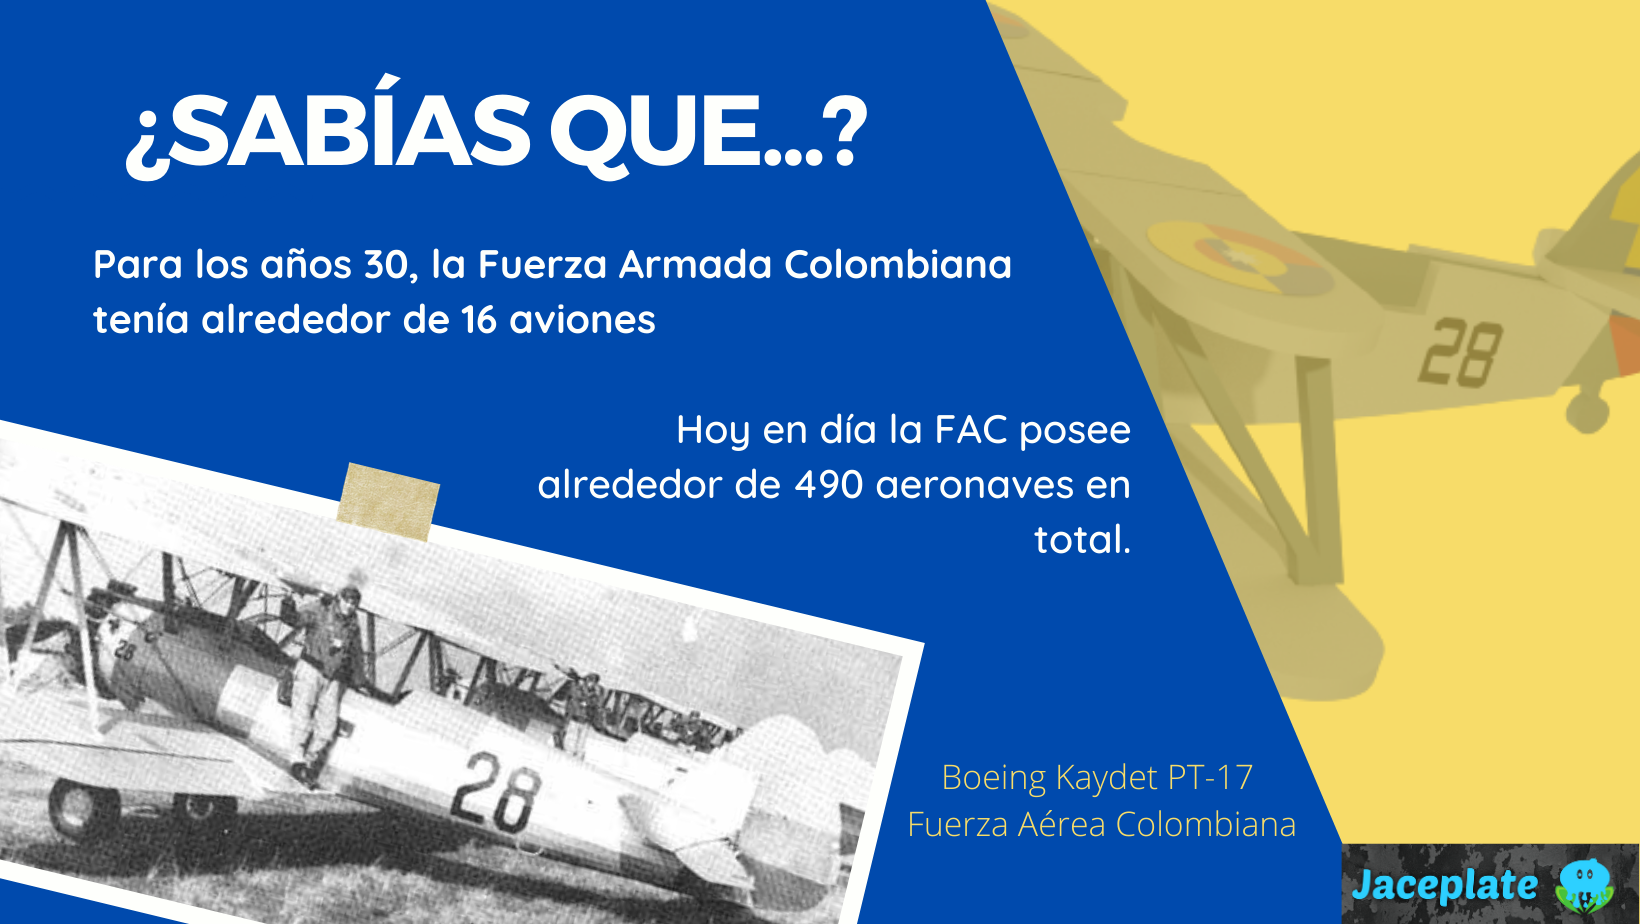 ¿SABÍAS QUE...?
Para los años 30, la Fuerza Armada Colombiana
tenía alrededor de 16 aviones
Hoy en día la FAC posee
alrededor de 490 aeronaves en
total.
28
28
28
Boeing Kaydet PT-17
Fuerza Aérea Colombiana
Jaceplate